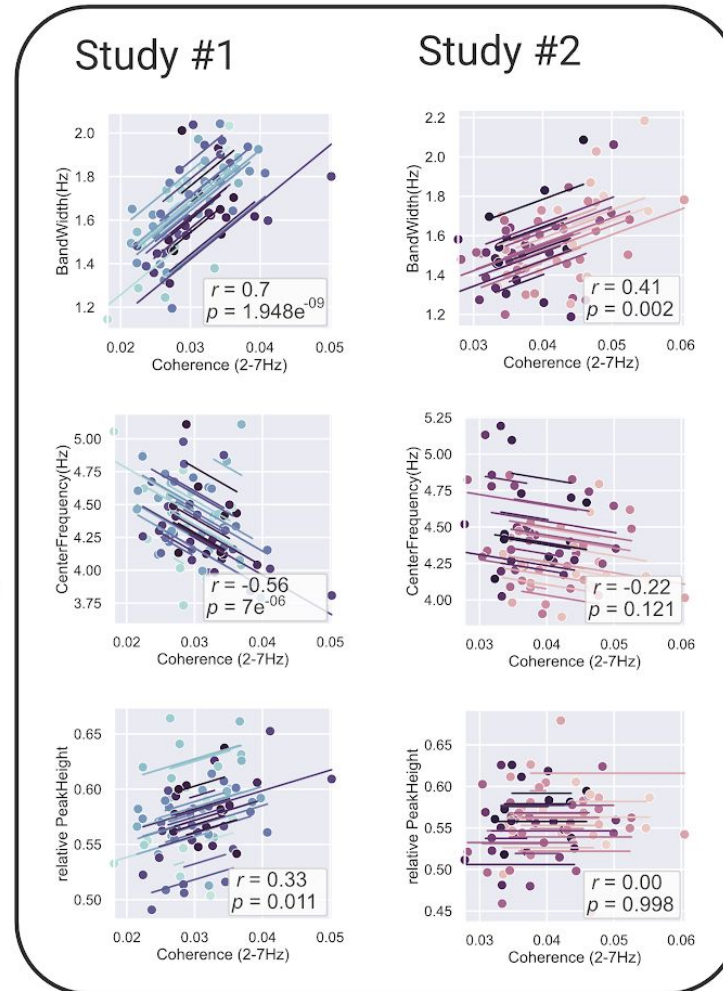 Study #1
Study #2
2.0
1.8
1.6
1.4
1.2
BandWidth(Hz)
r = 0.7
p = 1.948e-09
0.02 0.03 0.04 0.05
Coherence (2-7Hz)
2.2
2.0
1.8
1.6
1.4
1.2
BandWidth(Hz)
r = 0.41
p = 0.002
0.03 0.04 0.05 0.06
Coherence (2-7Hz)
5.00
4.75
4.50
4.25
4.00
3.75
CenterFrequency(Hz)
r = -0.56
p = 7e-06
0.02 0.03 0.04 0.05
Coherence (2-7Hz)
5.25
5.00
4.75
4.50
4.25
4.00
CenterFrequency(Hz)
r = -0.22
p = 0.121
0.03 0.04 0.05 0.06
Coherence (2-7Hz)
0.65
0.60
0.55
0.50
relative PeakHeight
r = 0.33
p = 0.011
0.02 0.03 0.04 0.05
Coherence (2-7Hz)
0.65
0.60
0.55
0.50
0.45
relative PeakHeight
r = 0.00
p = 0.998
0.03 0.04 0.05 0.06
Coherence (2-7Hz)